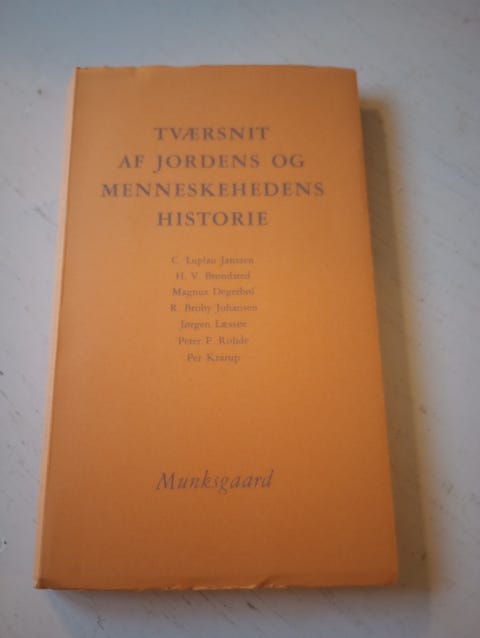 TVÆRSNIT
AF JORDENS OG
MENNESKEHEDENS
HISTORIE
C. Luplau Janssen
H. V. Brøndsted
Magnus Degerbøl
R. Broby Johansen
Jørgen Læssøe
Peter P. Rohde
Per Krarup
Munksgaard